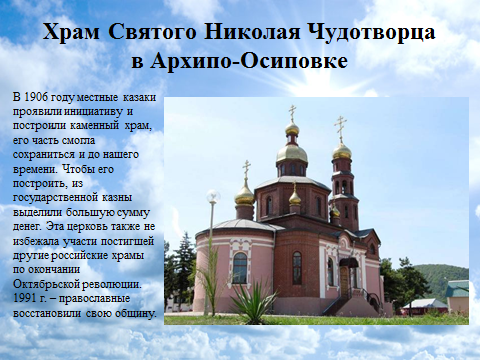 Храм Святого Николая Чудотворца
в Архипо-Осиповке
В 1906 году местные казаки
проявили инициативу и
построили каменный храм,
его часть смогла
сохраниться и до нашего
времени. Чтобы его
построить, из
государственной казны
выделили большую сумму
денег. Эта церковь также не
избежала участи постигшей
другие российские храмы
по окончании
Октябрьской революции.
1991 г. – православные
восстановили свою общину.